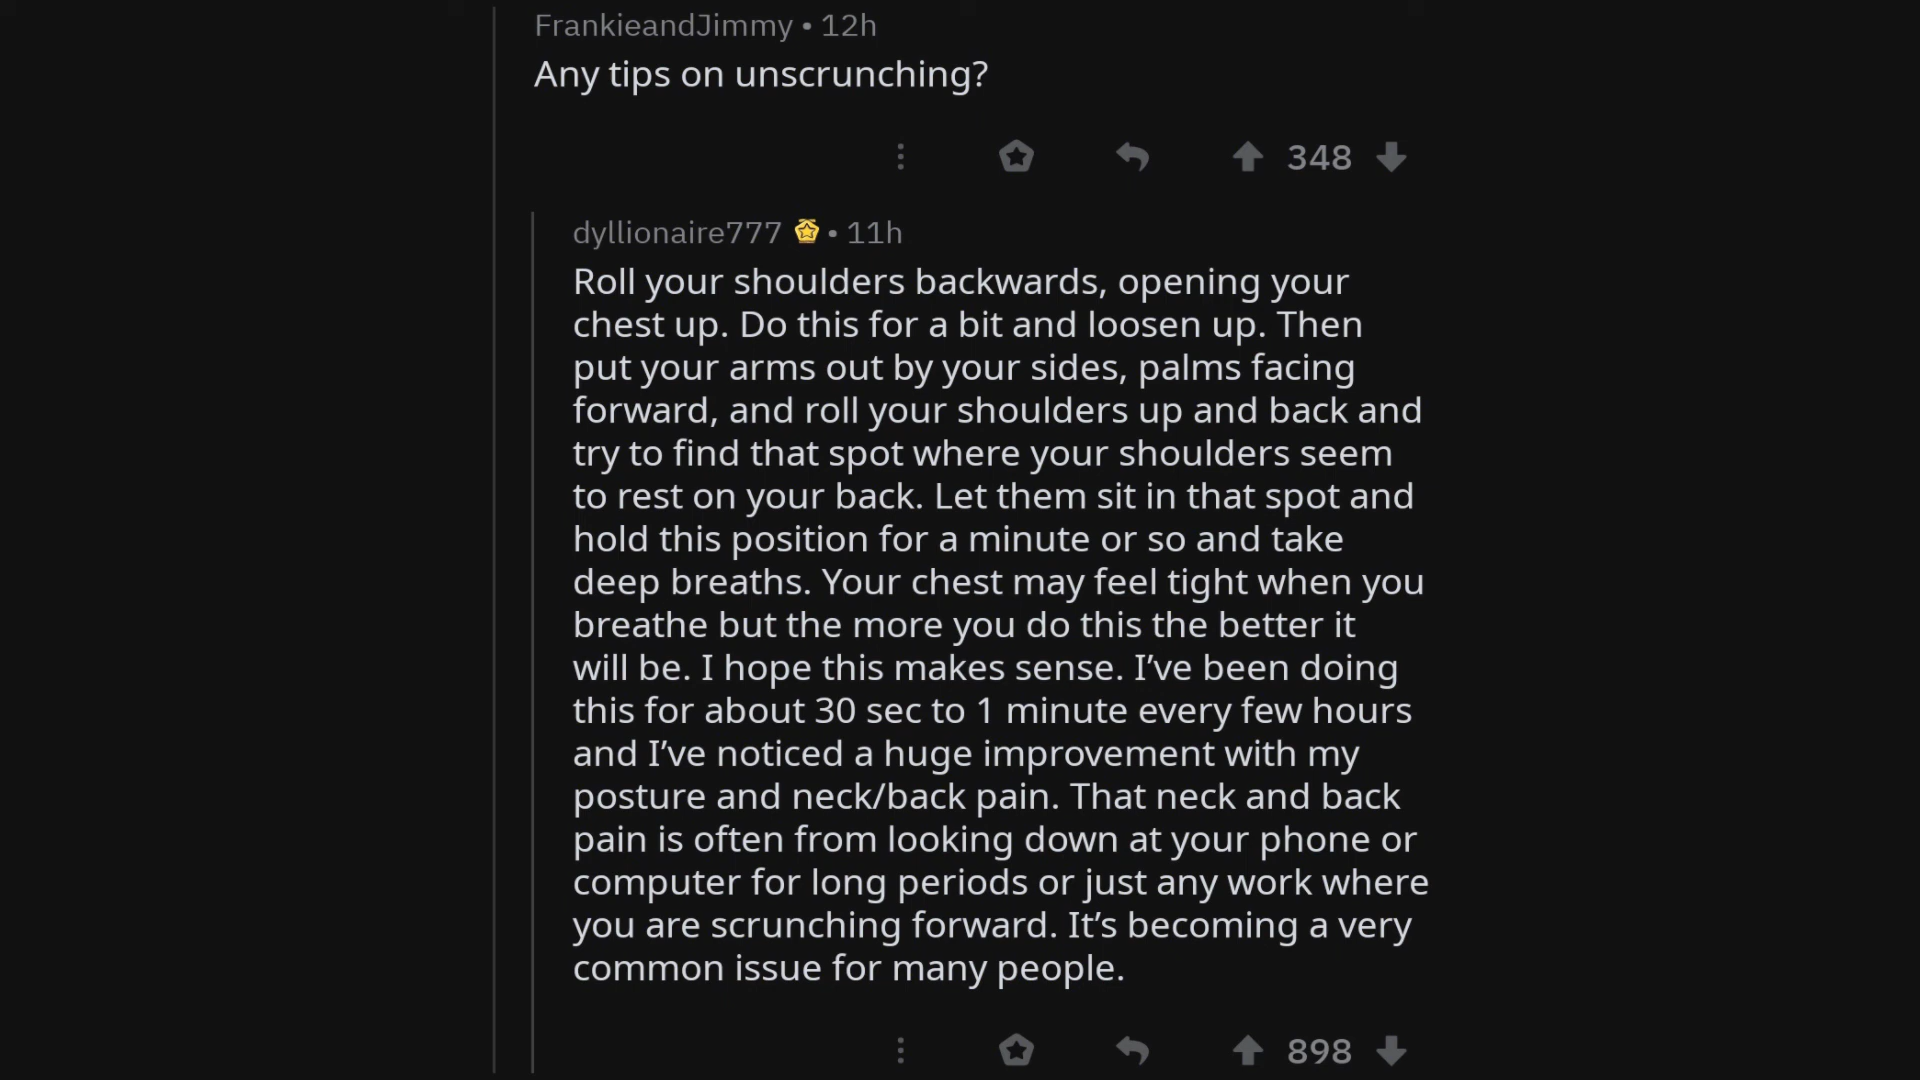 FrankieandJimmy • 12h
Any tips on unscrunching?
348
dyllionaire777 • 11h
Roll your shoulders backwards, opening your
chest up. Do this for a bit and loosen up. Then
put your arms out by your sides, palms facing
forward, and roll your shoulders up and back and
try to find that spot where your shoulders seem
to rest on your back. Let them sit in that spot and
hold this position for a minute or so and take
deep breaths. Your chest may feel tight when you
breathe but the more you do this the better it
will be. I hope this makes sense. I’ve been doing
this for about 30 sec to 1 minute every few hours
and I’ve noticed a huge improvement with my
posture and neck/back pain. That neck and back
pain is often from looking down at your phone or
computer for long periods or just any work where
you are scrunching forward. It’s becoming a very
common issue for many people.
898